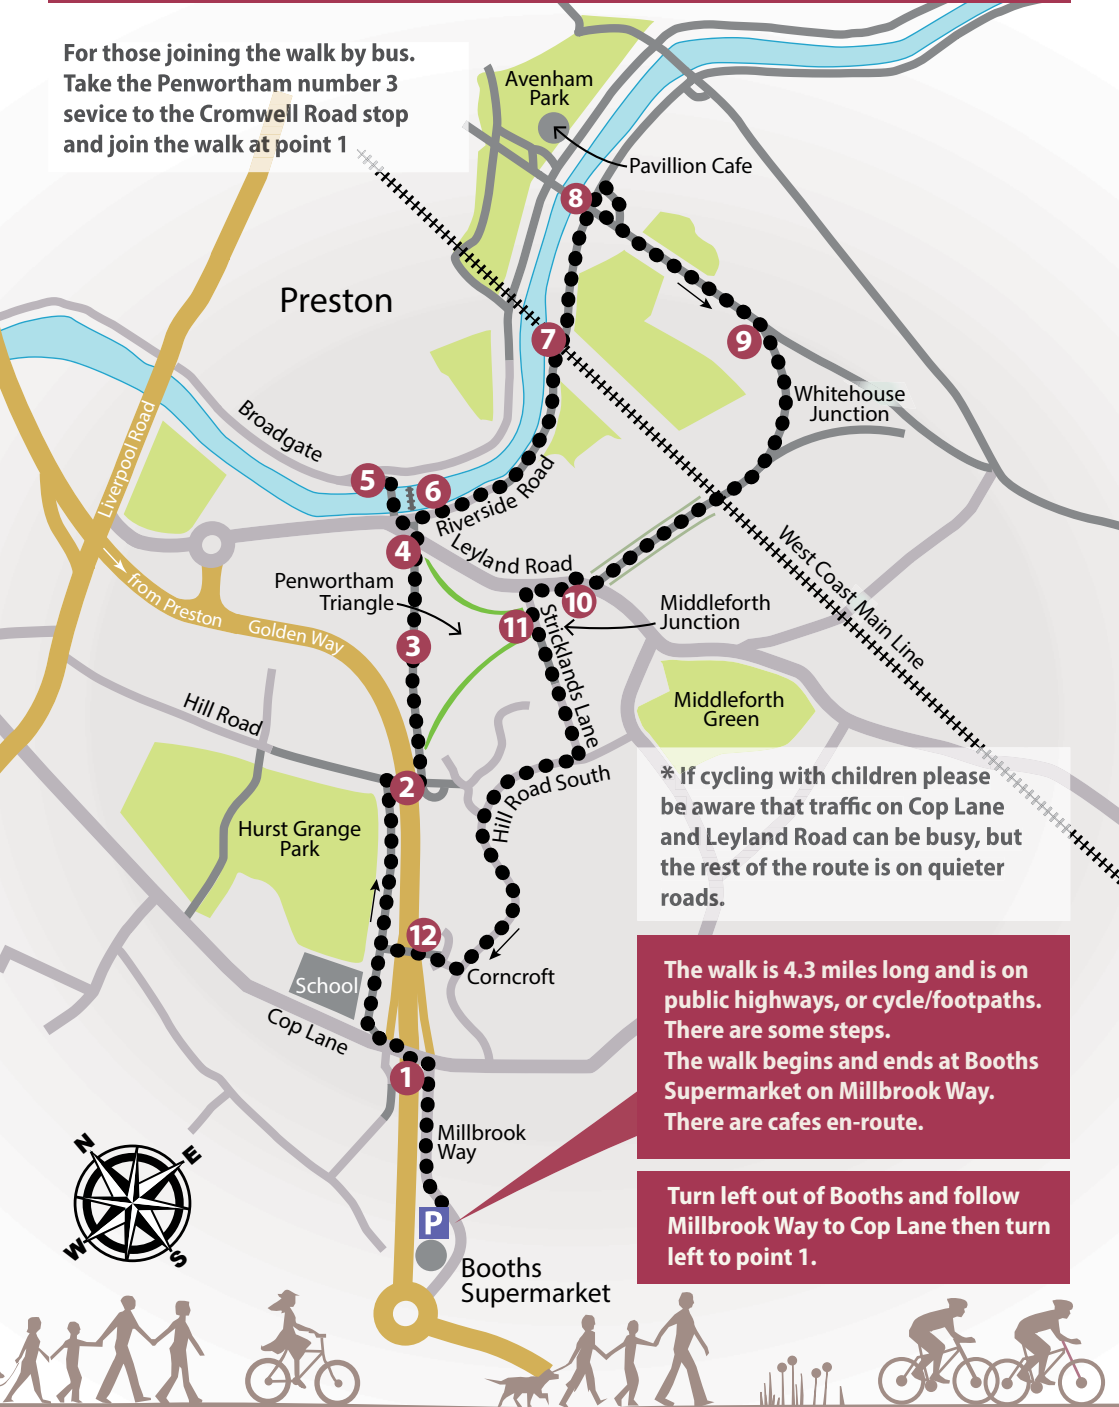 For those joining the walk by bus.
Take the Penwortham number 3
sevice to the Cromwell Road stop
and join the walk at point 1
Avenham
Park
Pavillion Cafe
8
Preston
7
9
Whitehouse
Junction
Broadgate
Liverpool Road
5
6
Riverside Road
4
Leyland Road
West Coast Main Line
from Preston
Golden Way
Penwortham
Triangle
10
11
Middleforth
Junction
3
Stricklands Lane
Hill Road
Middleforth
Green
2
Hill Road South
Hurst Grange
Park
* If cycling with children please
be aware that traffic on Cop Lane
and Leyland Road can be busy, but
the rest of the route is on quieter
roads.
12
School
Corncroft
Cop Lane
1
The walk is 4.3 miles long and is on
public highways, or cycle/footpaths.
There are some steps.
The walk begins and ends at Booths
Supermarket on Millbrook Way.
There are cafes en-route.
Millbrook
Way
N
E
W
S
P
Turn left out of Booths and follow
Millbrook Way to Cop Lane then turn
left to point 1.
Booths
Supermarket